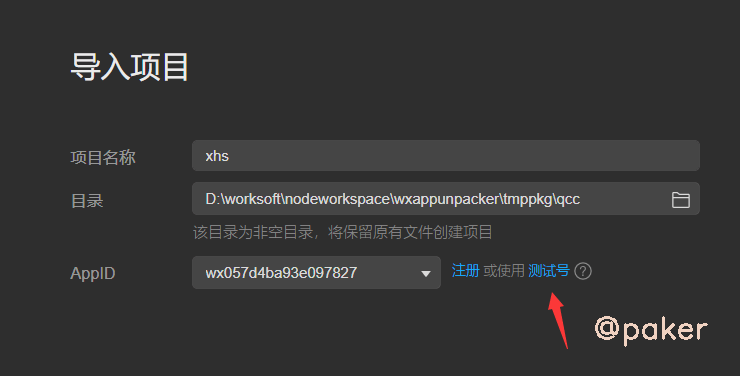 导入项目
项目名称 xhs
目录 D:\worksoft\nodeworkspace\wxappunpacker\tmppkg\qcc
该目录为非空目录，将保留原有文件创建项目
AppID wx057d4ba93e097827 注册 或使用 测试号 ?
@paker